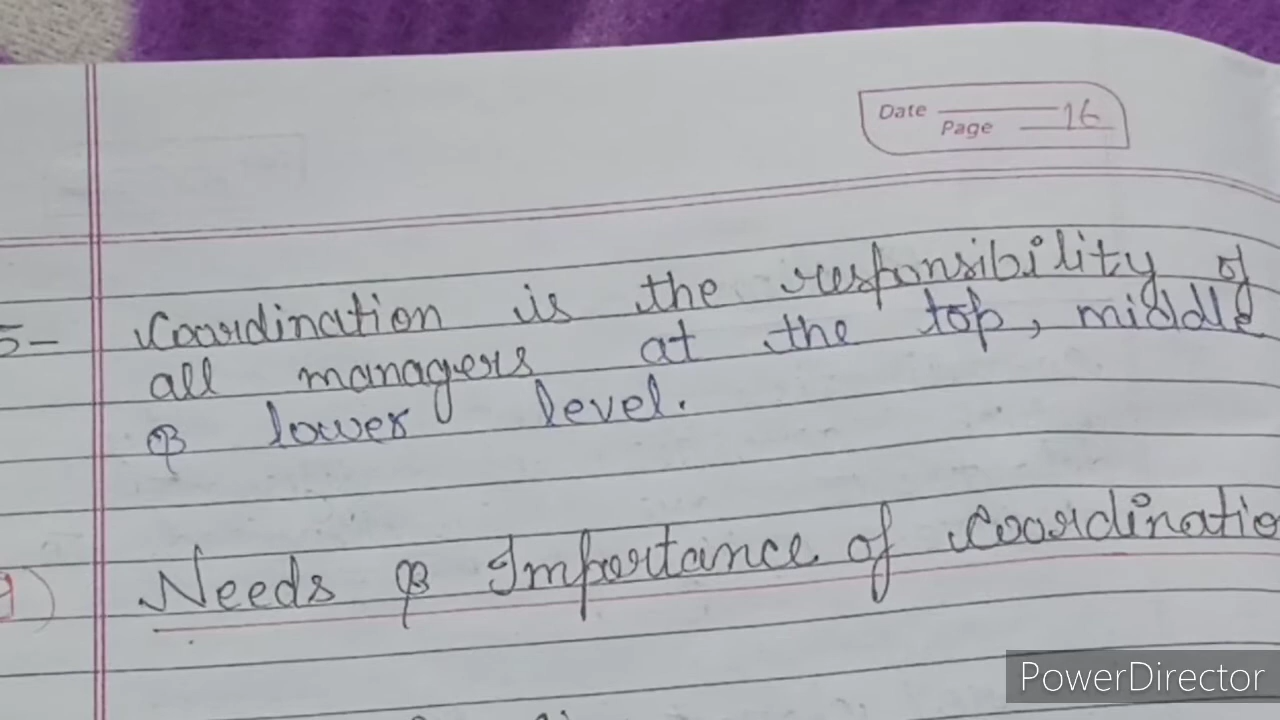 Date
Page 16
5- Coordination is the responsibility of
all managers at the top, middle
& lower level.
Needs & Importance of Coordinatio
PowerDirector